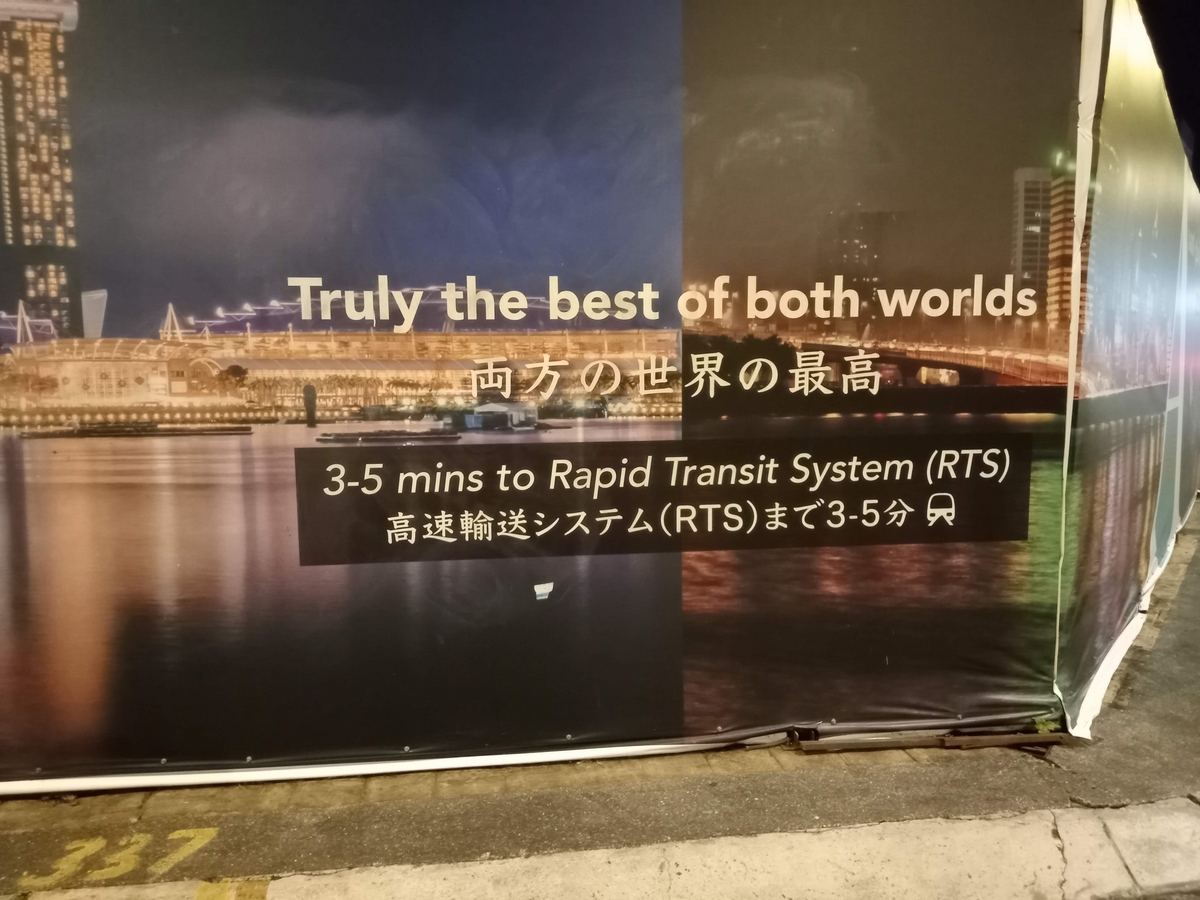 Truly the best of both worlds
両方の世界の最高
3-5 mins to Rapid Transit System (RTS)
高速輸送システム(RTS)まで3-5分
337